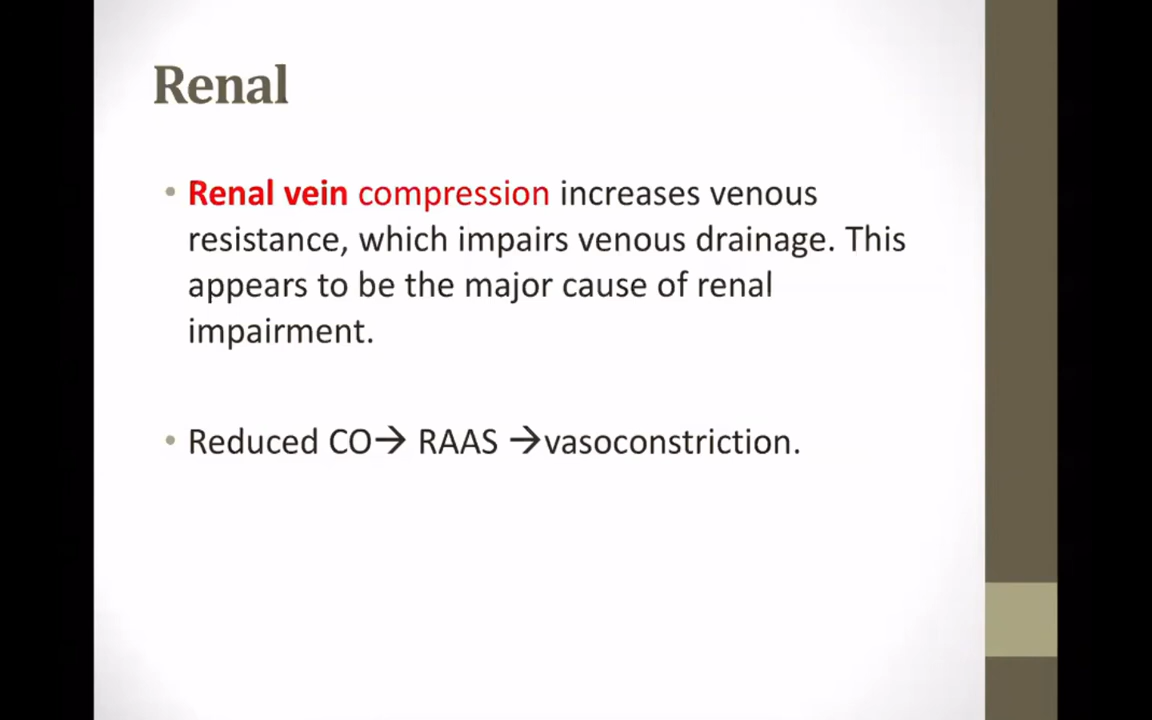 Renal
• Renal vein compression increases venous
resistance, which impairs venous drainage. This
appears to be the major cause of renal
impairment.
• Reduced CO→ RAAS →vasoconstriction.